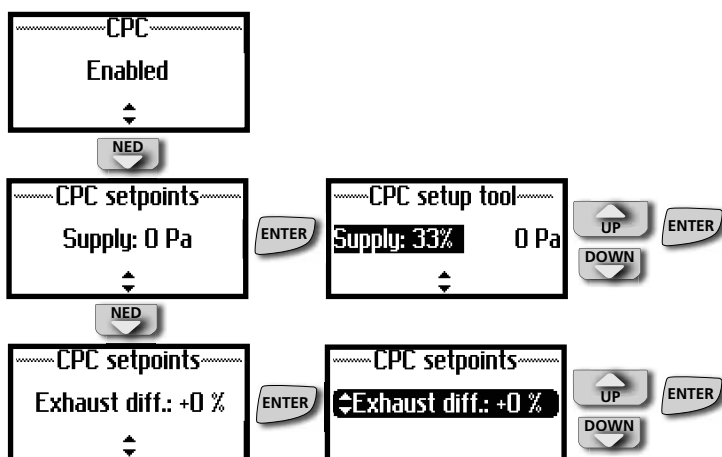 CPC
Enabled
NED
CPC setpoints
Supply: 0 Pa
ENTER
CPC setup tool
Supply: 33% 0 Pa
UP
DOWN
ENTER
NED
CPC setpoints
Exhaust diff.: +0 %
ENTER
CPC setpoints
Exhaust diff.: +0 %
UP
DOWN
ENTER